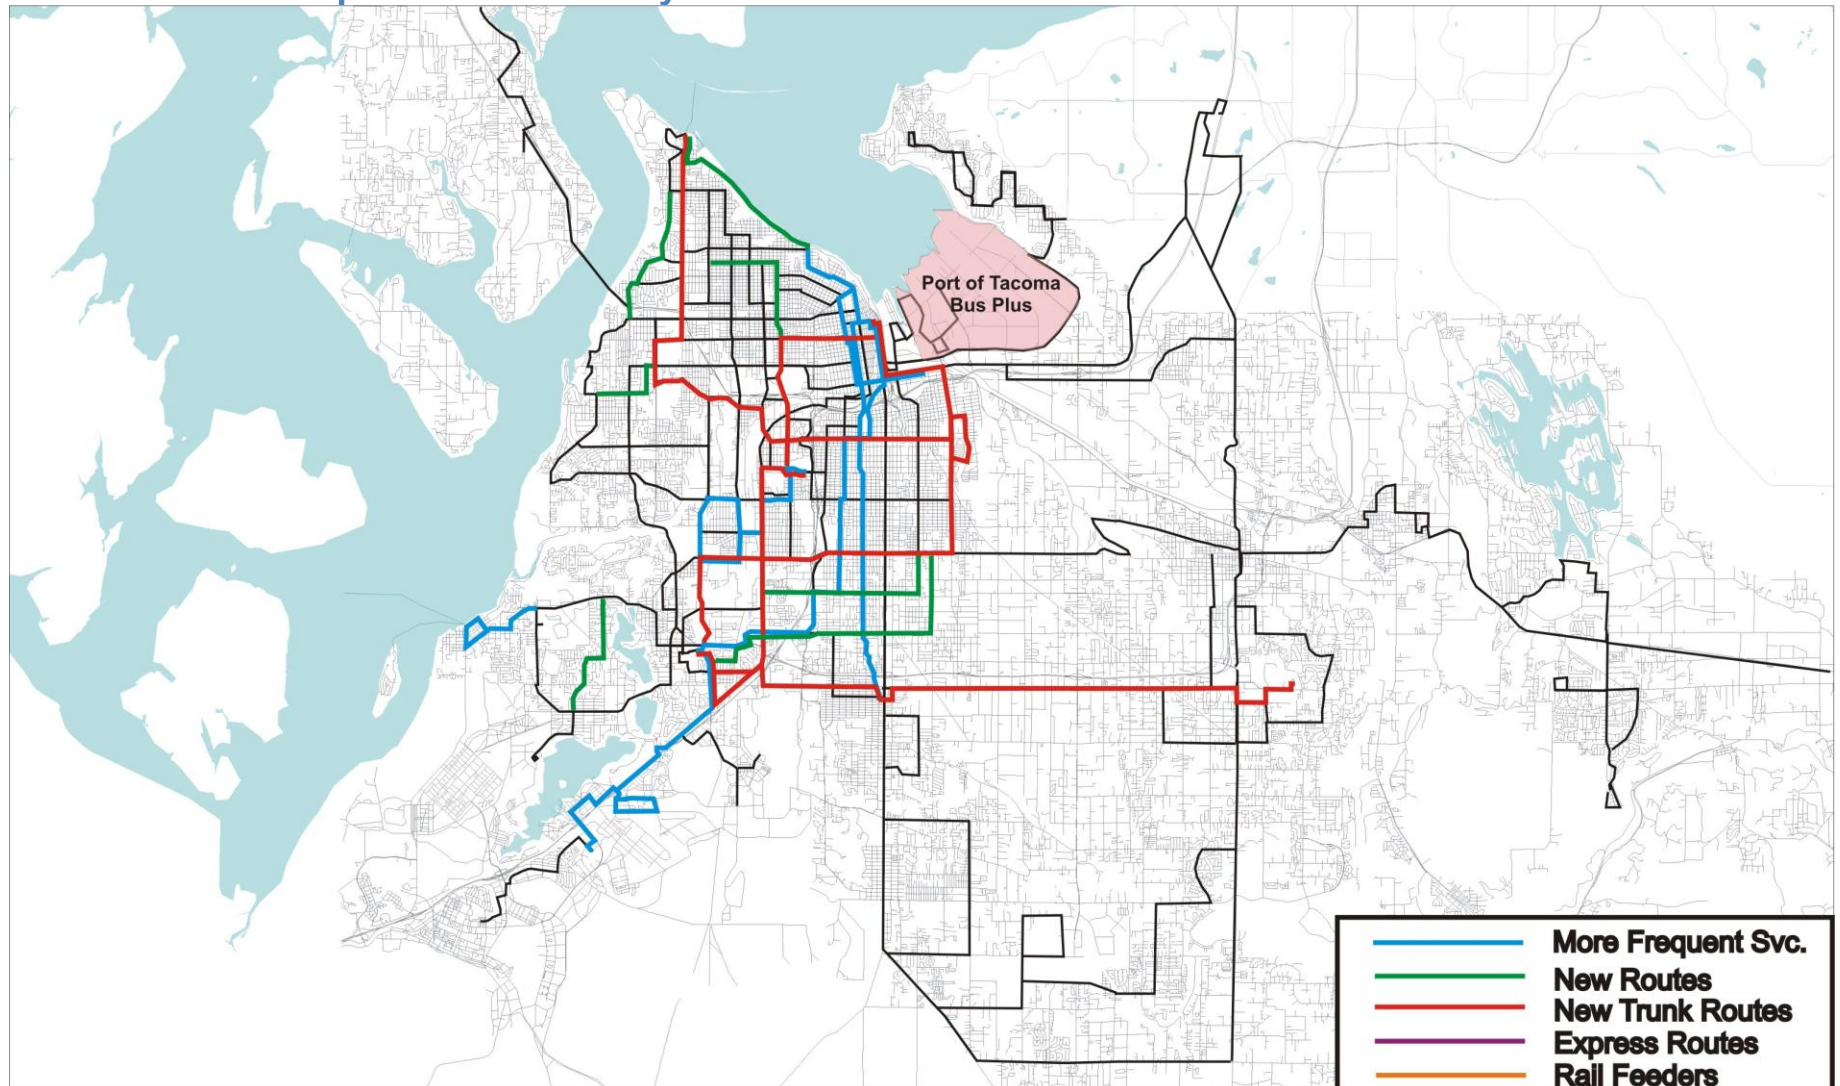 Port of Tacoma
Bus Plus
More Frequent Svc.
New Routes
New Trunk Routes
Express Routes
Rail Feeders